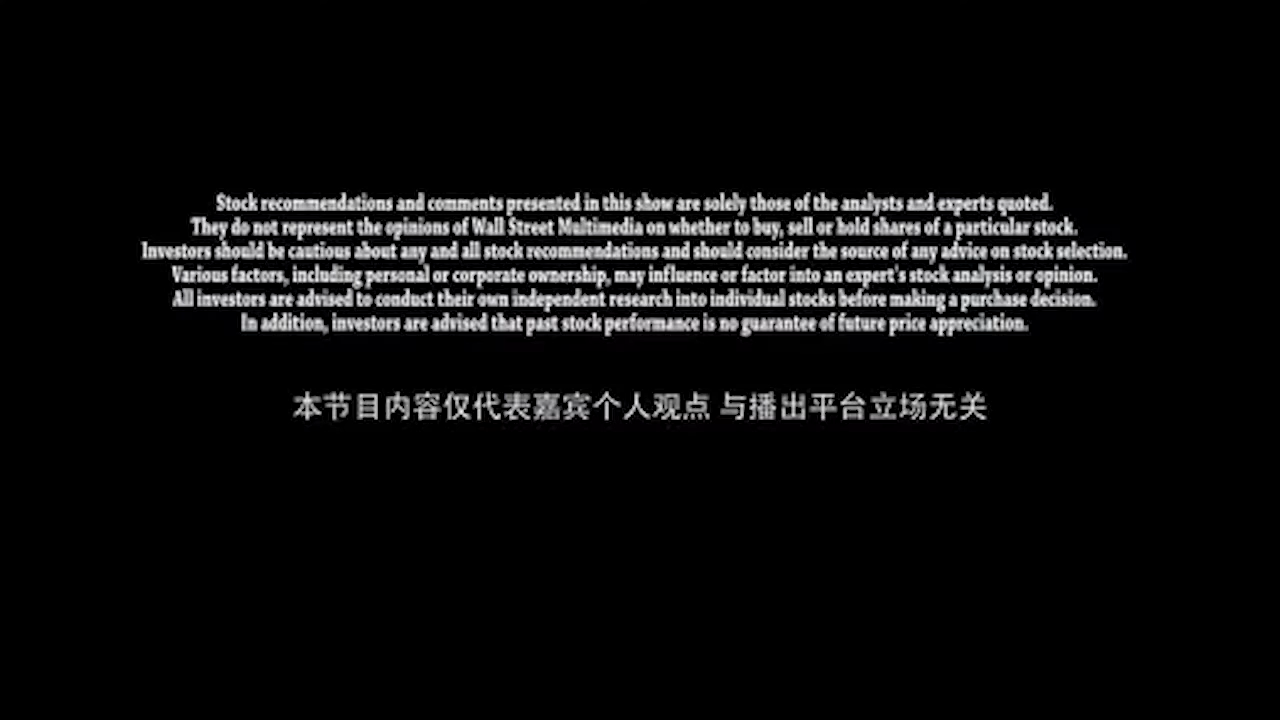 Stock recommendations and comments presented in this show are solely those of the analysts and experts quoted.
They do not represent the opinions of Wall Street Multimedia on whether to buy, sell or hold shares of a particular stock.
Investors should be cautious about any and all stock recommendations and should consider the source of any advice on stock selection.
Various factors, including personal or corporate ownership, may influence or factor into an expert's stock analysis or opinion.
All investors are advised to conduct their own independent research into individual stocks before making a purchase decision.
In addition, investors are advised that past stock performance is no guarantee of future price appreciation.
本节目内容仅代表嘉宾个人观点 与播出平台立场无关